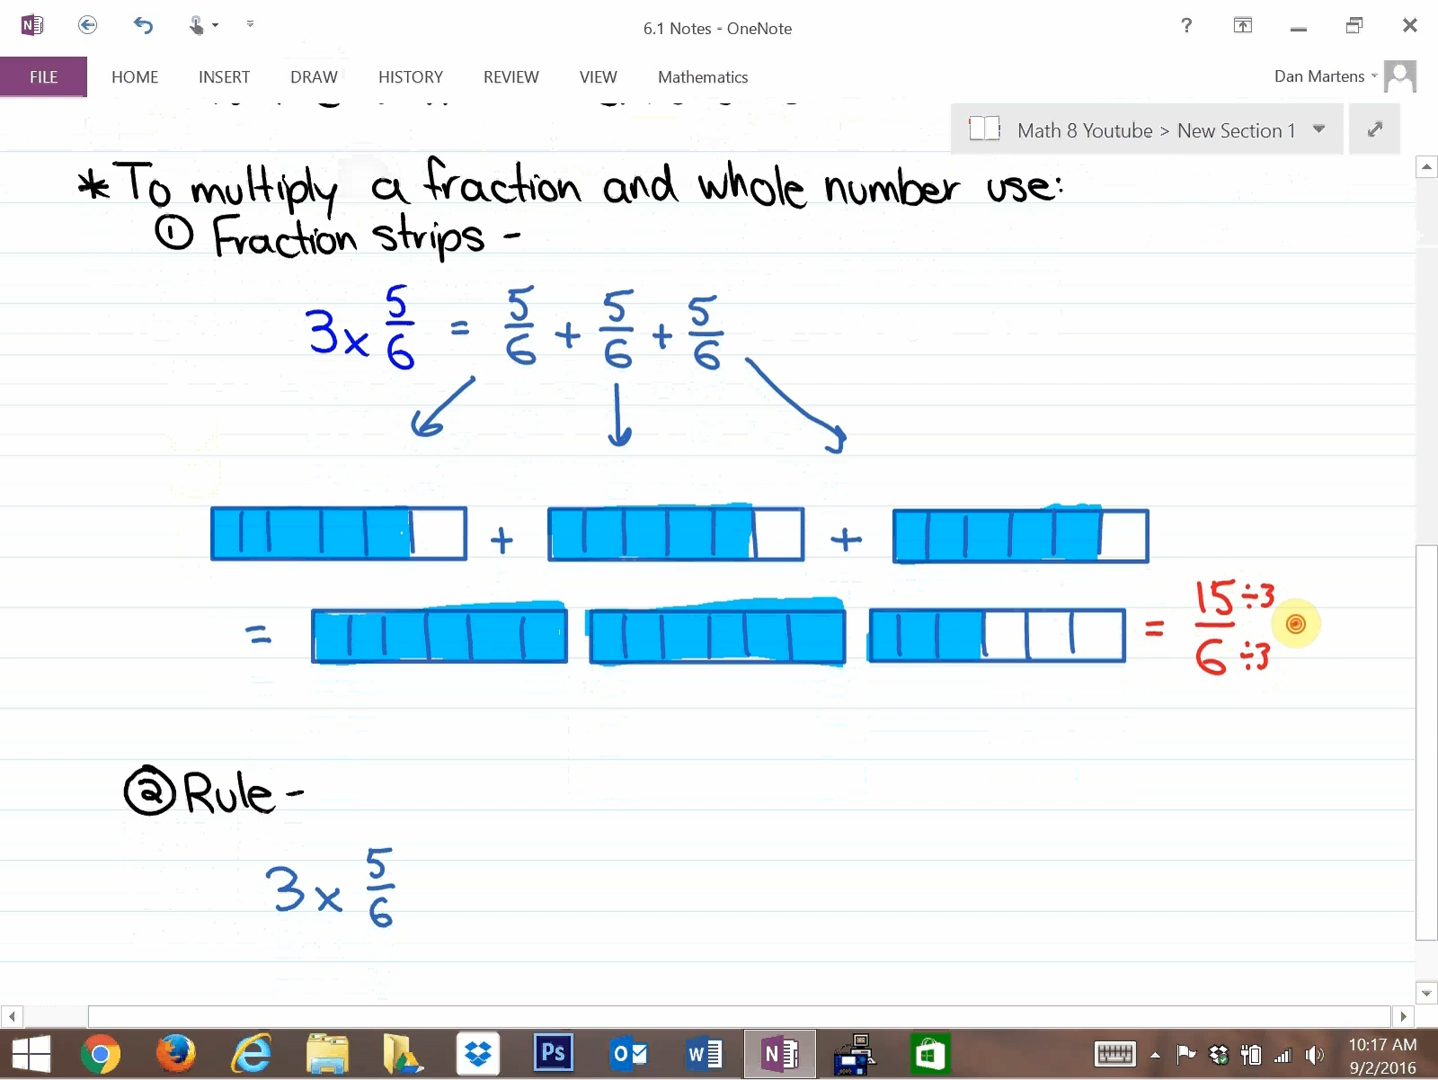 6.1 Notes - OneNote
?
FILE HOME INSERT DRAW HISTORY REVIEW VIEW Mathematics
Dan Martens
Math 8 Youtube > New Section 1
* To multiply a fraction and whole number use:
① Fraction strips -
3 x 5/6 = 5/6 + 5/6 + 5/6
+ +
= = 15 ÷3 / 6 ÷3
② Rule -
3 x 5/6
10:17 AM
9/2/2016